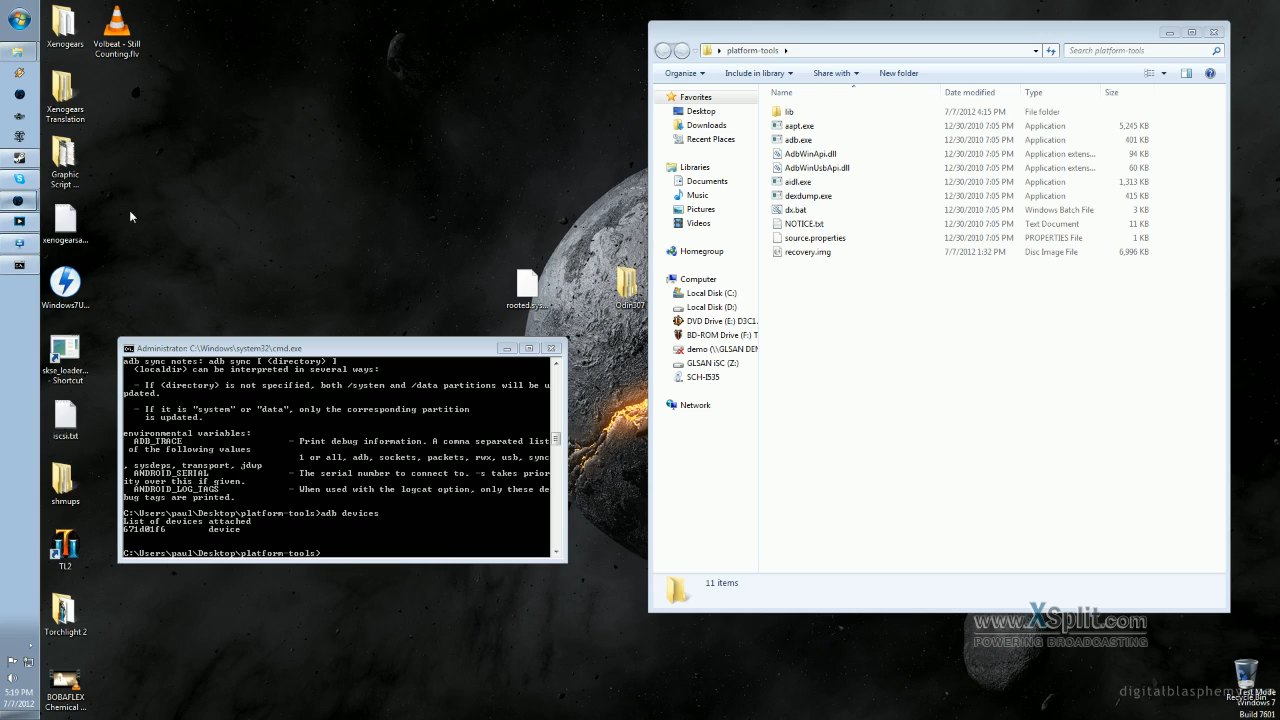 Xenogears
Volbeat - Still
Counting.flv
Xenogears
Translation
Graphic
Script ...
xenogearsa...
Windows7U...
skse_loader...
- Shortcut
iscsi.txt
shmups
TL2
Torchlight 2
BOBAFLEX
Chemical ...
5:19 PM
7/7/2012
rooted.sys...
Odin307
Administrator: C:\Windows\system32\cmd.exe
adb sync notes: adb sync [ <directory> ]
<localdir> can be interpreted in several ways:
- If <directory> is not specified, both /system and /data partitions will be u
pdated.
- If it is "system" or "data", only the corresponding partition
is updated.
environmental variables:
ADB_TRACE - Print debug information. A comma separated list
of the following values
1 or all, adb, sockets, packets, rwx, usb, sync
, sysdeps, transport, jdwp
ANDROID_SERIAL - The serial number to connect to. -s takes prior
ity over this if given.
ANDROID_LOG_TAGS - When used with the logcat option, only these de
bug tags are printed.
C:\Users\paul\Desktop\platform-tools>adb devices
List of devices attached
671d01f6 device
C:\Users\paul\Desktop\platform-tools>
platform-tools
Search platform-tools
Organize Include in library Share with New folder
Favorites
Desktop
Downloads
Recent Places
Libraries
Documents
Music
Pictures
Videos
Homegroup
Computer
Local Disk (C:)
Local Disk (D:)
DVD Drive (E:) D3C1.
BD-ROM Drive (F:) T
demo (\\GLSAN DEM
GLSAN iSC (Z:)
SCH-I535
Network
Name Date modified Type Size
lib 7/7/2012 4:15 PM File folder
aapt.exe 12/30/2010 7:05 PM Application 5,245 KB
adb.exe 12/30/2010 7:05 PM Application 401 KB
AdbWinApi.dll 12/30/2010 7:05 PM Application extens... 94 KB
AdbWinUsbApi.dll 12/30/2010 7:05 PM Application extens... 60 KB
aidl.exe 12/30/2010 7:05 PM Application 1,313 KB
dexdump.exe 12/30/2010 7:05 PM Application 415 KB
dx.bat 12/30/2010 7:05 PM Windows Batch File 3 KB
NOTICE.txt 12/30/2010 7:05 PM Text Document 11 KB
source.properties 12/30/2010 7:05 PM PROPERTIES File 1 KB
recovery.img 7/7/2012 1:32 PM Disc Image File 6,996 KB
11 items
www.XSplit.com
POWERING BROADCASTING
digitalblasphemy
Recycle Bin
Test Mode
Windows 7
Build 7601